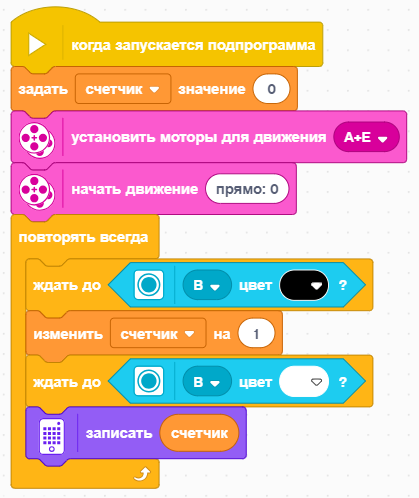 когда запускается подпрограмма
задать счетчик значение 0
установить моторы для движения A+E
начать движение прямо: 0
повторять всегда
ждать до B цвет ?
изменить счетчик на 1
ждать до B цвет ?
записать счетчик